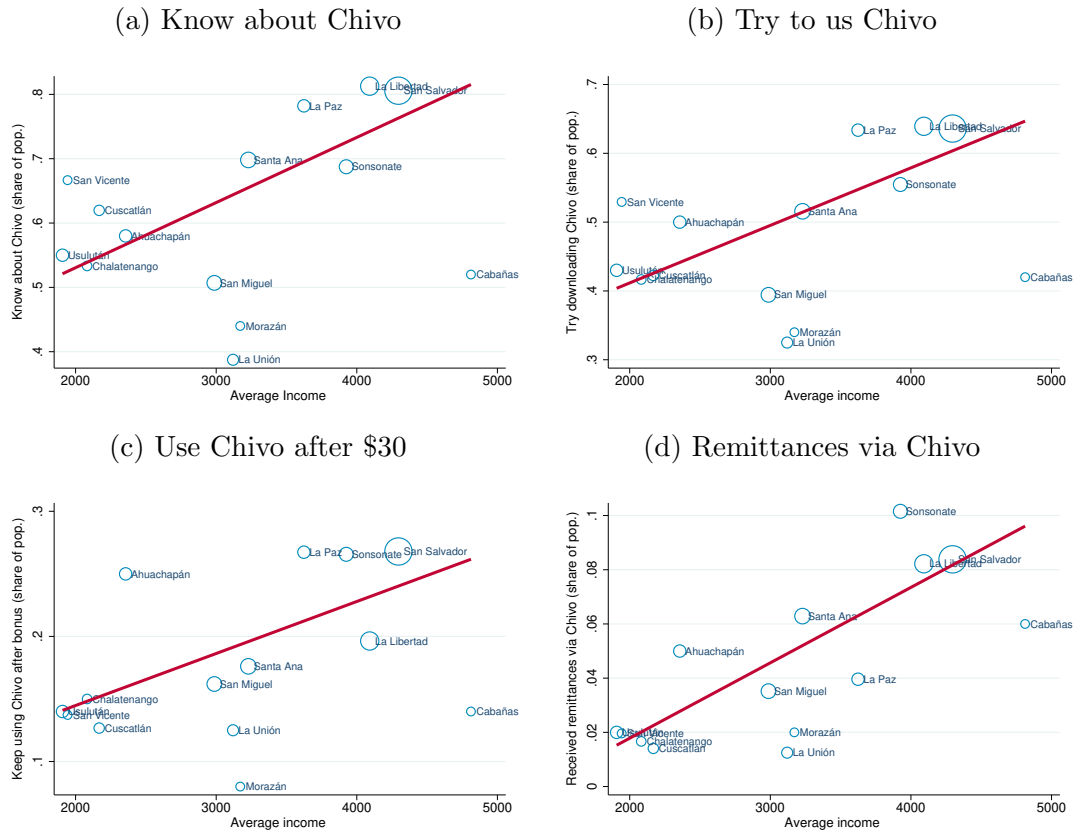 (a) Know about Chivo
Know about Chivo (share of pop.)
.8
.7
.6
.5
.4
La Libertad
San Salvador
La Paz
Santa Ana
Sonsonate
San Vicente
Cuscatlán
Ahuachapán
Usulután
Chalatenango
San Miguel
Cabañas
Morazán
La Unión
2000 3000 4000 5000
Average Income
(b) Try to us Chivo
Try downloading Chivo (share of pop.)
.7
.6
.5
.4
.3
La Paz
La Libertad
San Salvador
Sonsonate
San Vicente
Santa Ana
Ahuachapán
Usulután
Cuscatlán
Chalatenango
Cabañas
San Miguel
Morazán
La Unión
2000 3000 4000 5000
Average income
(c) Use Chivo after $30
Keep using Chivo after bonus (share of pop.)
.3
.2
.1
La Paz
Sonsonate
San Salvador
Ahuachapán
La Libertad
Santa Ana
San Miguel
Chalatenango
Usulután
San Vicente
Cuscatlán
La Unión
Cabañas
Morazán
2000 3000 4000 5000
Average income
(d) Remittances via Chivo
Received remittances via Chivo (share of pop.)
.1
.08
.06
.04
.02
0
Sonsonate
San Salvador
La Libertad
Santa Ana
Cabañas
Ahuachapán
La Paz
San Miguel
Usulután
Vicente
Chalatenango
Cuscatlán
Morazán
La Unión
2000 3000 4000 5000
Average income